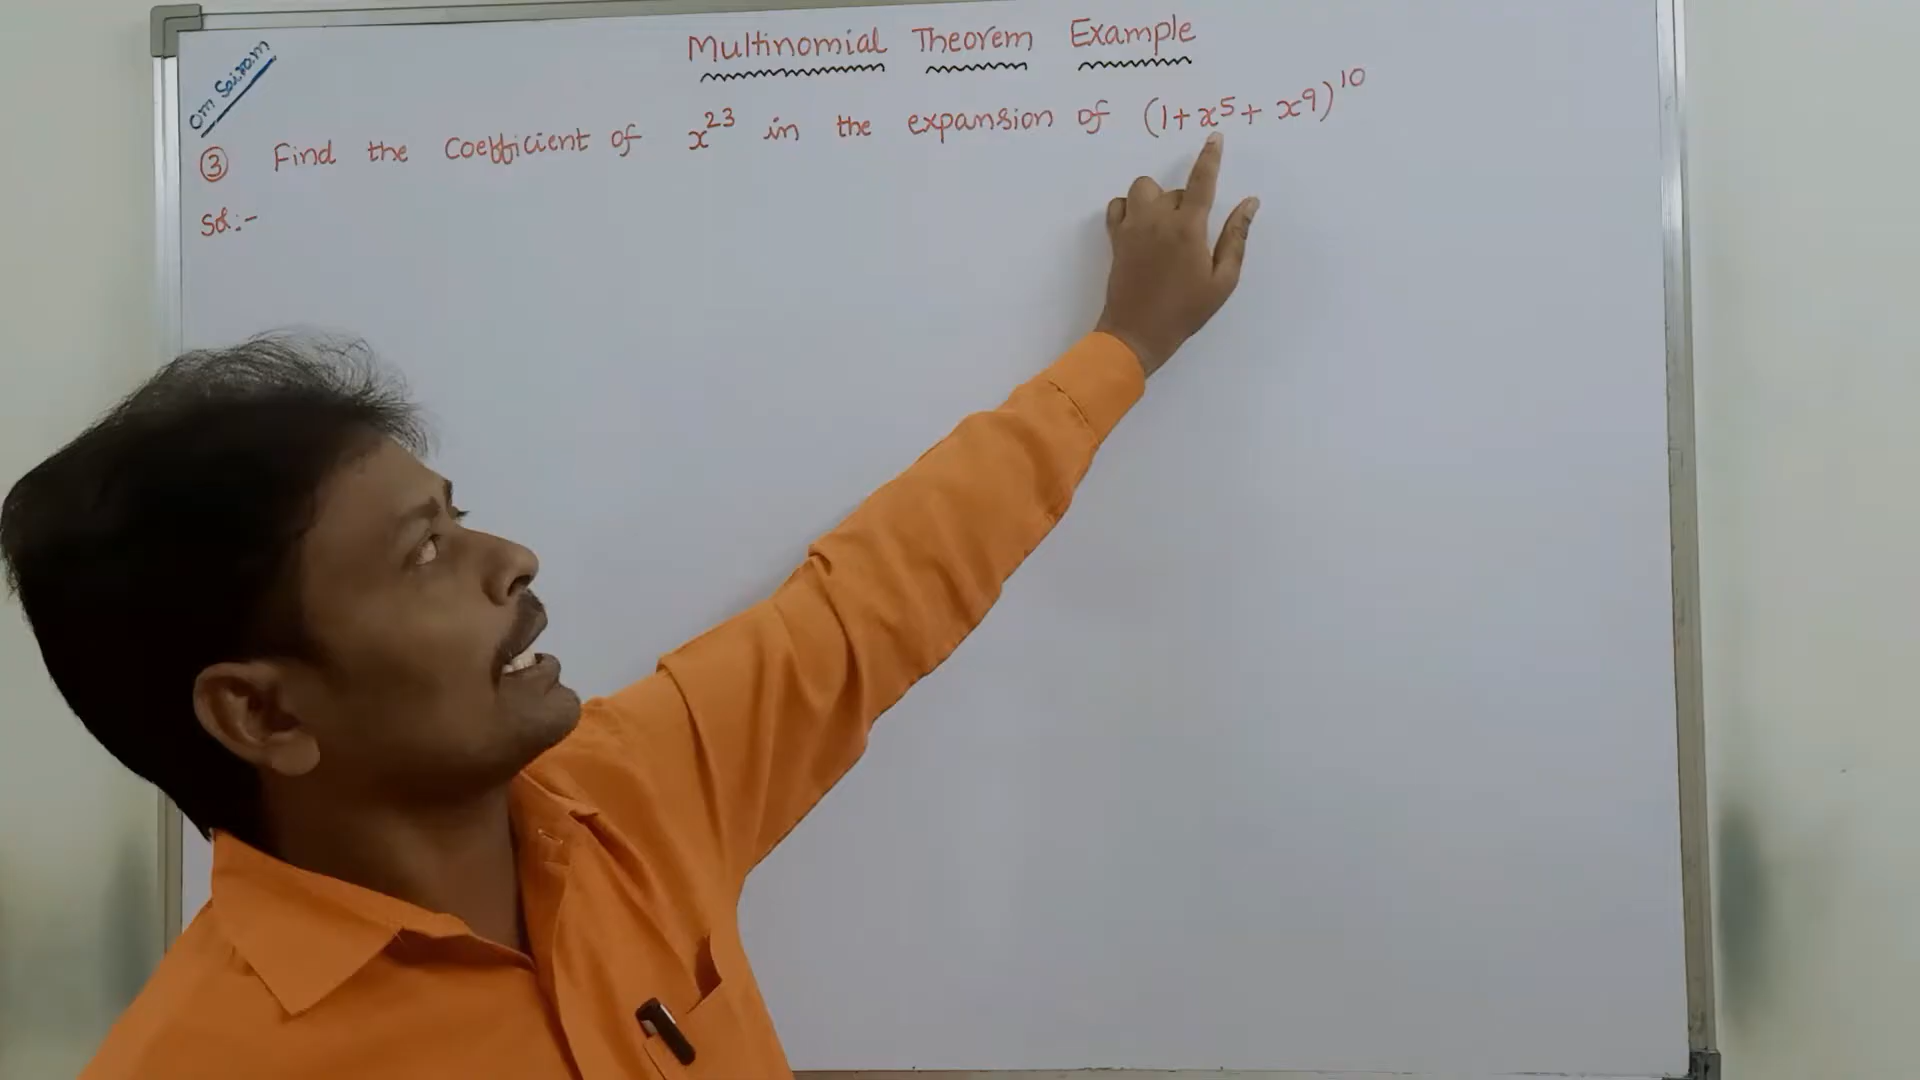 Om Sairam
Multinomial Theorem Example
③ Find the Coefficient of x²³ in the expansion of (1+x⁵+x⁹)¹⁰
Sol:-